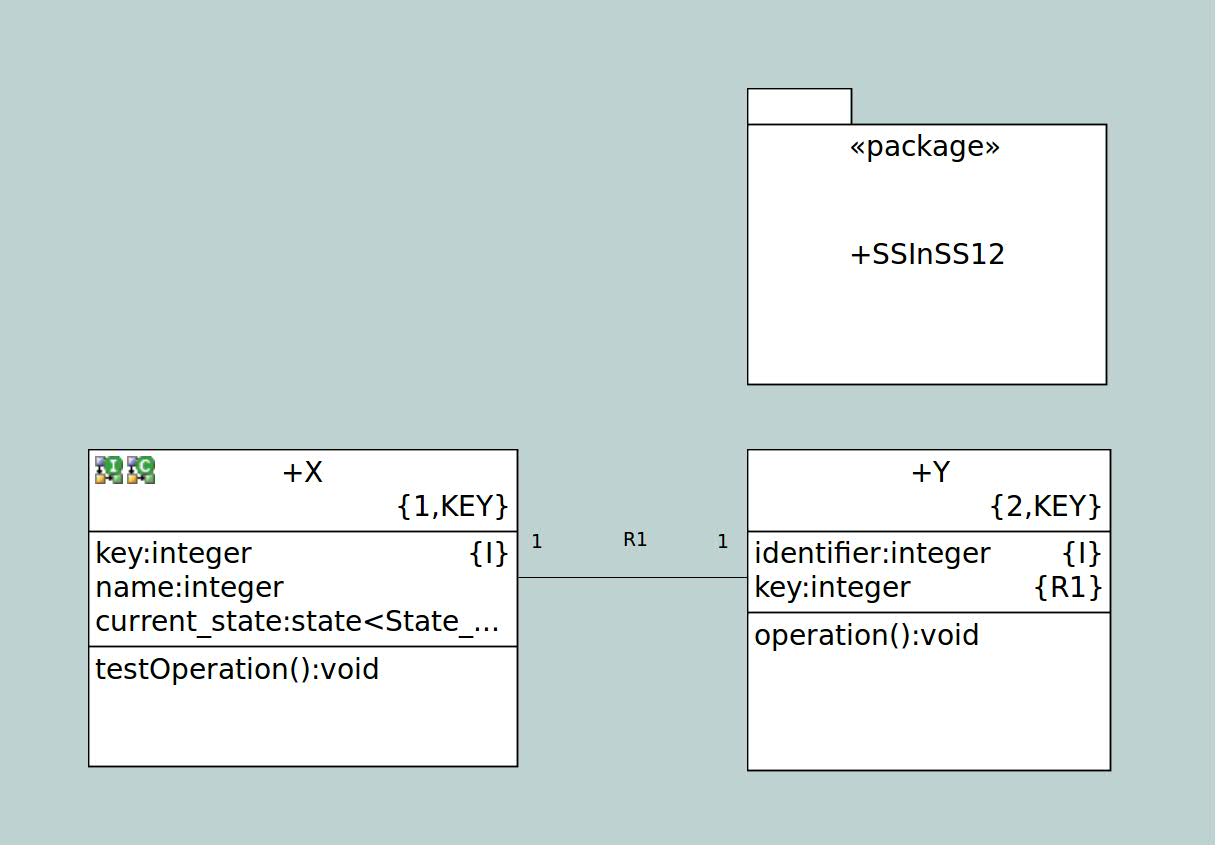 «package»
+SSInSS12
I C
+X
{1,KEY}
key:integer {I}
name:integer
current_state:state<State_...
testOperation():void
1 R1 1
+Y
{2,KEY}
identifier:integer {I}
key:integer {R1}
operation():void